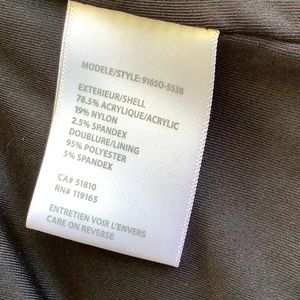 MODELE/STYLE: 91650-5538
EXTERIEUR/SHELL
78.5% ACRYLIQUE/ACRYLIC
19% NYLON
2.5% SPANDEX
DOUBLURE/LINING
95% POLYESTER
5% SPANDEX
CA# 51810
RN# 119165
ENTRETIEN VOIR L'ENVERS
CARE ON REVERSE